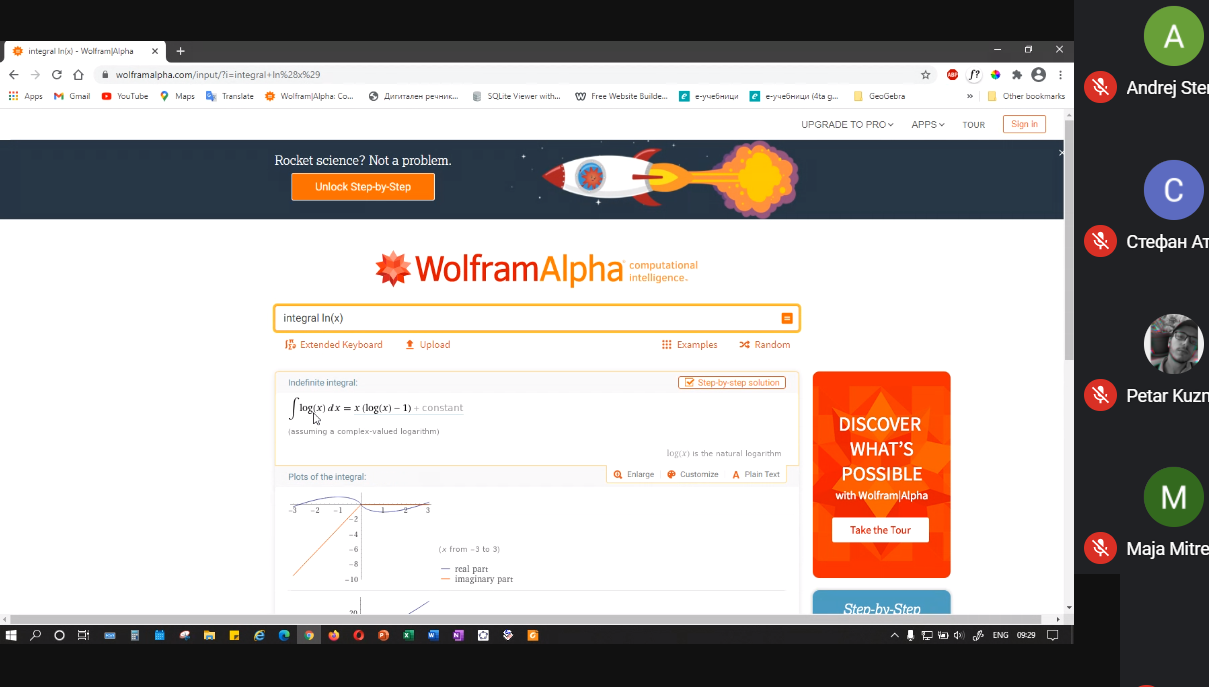 integral ln(x) - Wolfram|Alpha
wolframalpha.com/input/?i=integral+ln%28x%29
ABP
f?
Apps
Gmail
YouTube
Maps
Translate
Wolfram|Alpha: Co...
Дигитален речник...
SQLite Viewer with...
Free Website Builde...
е-учебници
е-учебници (4ta g...
GeoGebra
»
Other bookmarks
UPGRADE TO PRO
APPS
TOUR
Sign in
Rocket science? Not a problem.
Unlock Step-by-Step
WolframAlpha computational intelligence.
integral ln(x)
Extended Keyboard
Upload
Examples
Random
Indefinite integral:
Step-by-step solution
∫ log(x) dx = x (log(x) − 1) + constant
(assuming a complex-valued logarithm)
log(x) is the natural logarithm
Enlarge
Customize
Plain Text
Plots of the integral:
−3 −2 −1 1 2 3
−2
−4
−6
−8
−10
(x from −3 to 3)
real part
imaginary part
20
DISCOVER
WHAT'S
POSSIBLE
with Wolfram|Alpha
Take the Tour
Step-by-Step
ENG
09:29
A
Andrej Ste
C
Стефан Ат
Petar Kuzn
M
Maja Mitre